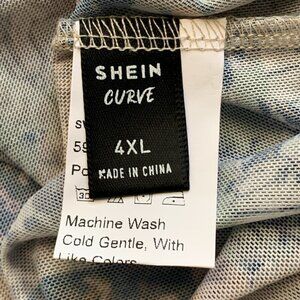 SHEIN
CURVE
4XL
MADE IN CHINA
Machine Wash
Cold Gentle, With
Like Colors